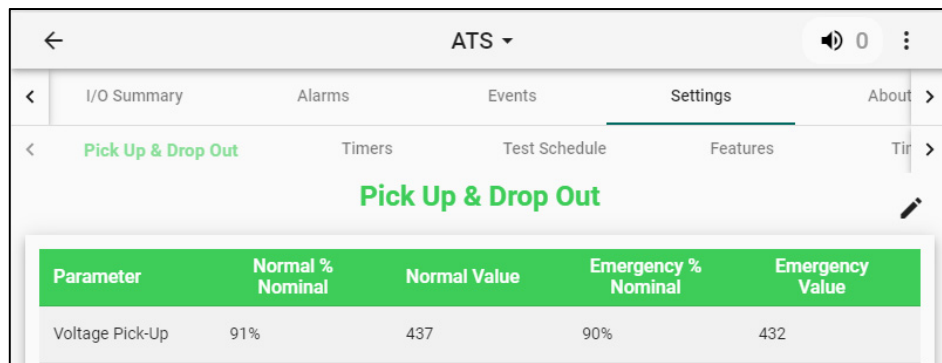 ATS
0
I/O Summary Alarms Events Settings About
Pick Up & Drop Out Timers Test Schedule Features Tir
Pick Up & Drop Out
Parameter Normal % Nominal Normal Value Emergency % Nominal Emergency Value
Voltage Pick-Up 91% 437 90% 432